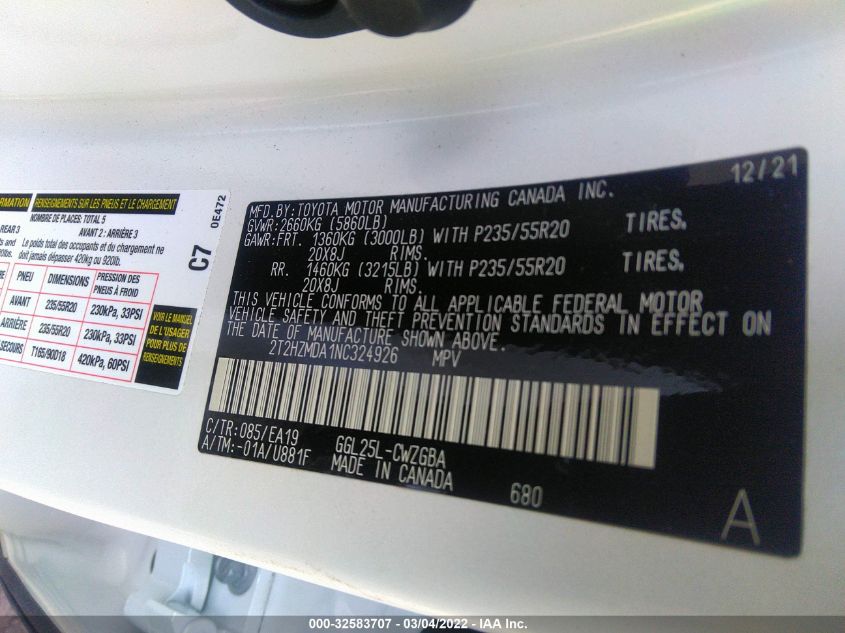 FORMATION
RENSEIGNEMENTS SUR LES PNEUS ET LE CHARGEMENT
NOMBRE DE PLACES: TOTAL 5
REAR 3
AVANT 2 : ARRIÈRE 3
s and
Le poids total des occupants et du chargement ne
0lbs.
doit jamais dépasser 420kg ou 920lb.
PNEU DIMENSIONS PRESSION DES PNEUS À FROID
AVANT 235/55R20 230kPa, 33PSI
ARRIÈRE 235/55R20 230kPa, 33PSI
SECOURS T165/90D18 420kPa, 60PSI
VOIR LE MANUEL
DE L'USAGER
POUR PLUS DE
RENSEIGNEMENTS
C7
0E472
12/21
MFD.BY:TOYOTA MOTOR MANUFACTURING CANADA INC.
GVWR:2660KG (5860LB)
GAWR:FRT. 1360KG (3000LB) WITH P235/55R20 TIRES,
20X8J RIMS.
RR. 1460KG (3215LB) WITH P235/55R20 TIRES,
20X8J RIMS.
THIS VEHICLE CONFORMS TO ALL APPLICABLE FEDERAL MOTOR
VEHICLE SAFETY AND THEFT PREVENTION STANDARDS IN EFFECT ON
THE DATE OF MANUFACTURE SHOWN ABOVE.
2T2HZMDA1NC324926 MPV
C/TR:085/EA19 GGL25L-CWZGBA
A/TM:-01A/U881F MADE IN CANADA 680
A
000-32583707 - 03/04/2022 - IAA Inc.